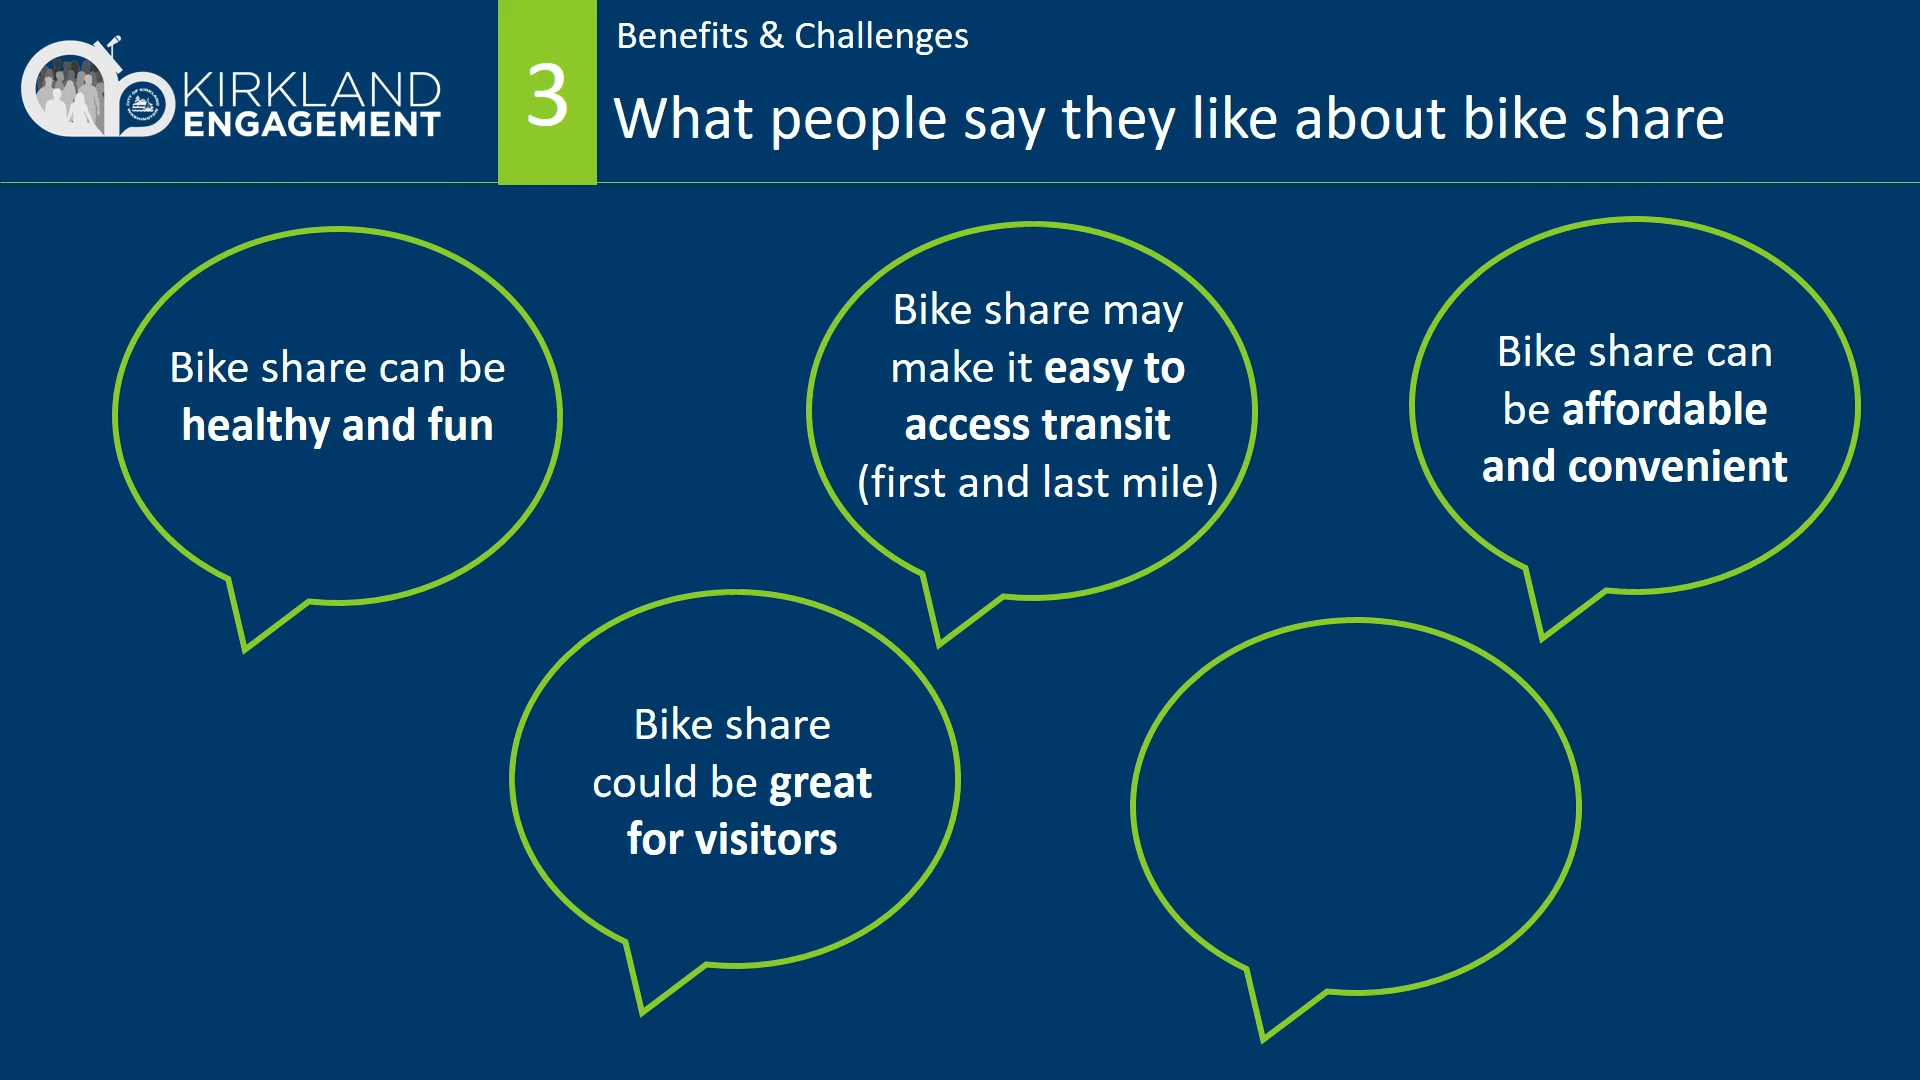 KIRKLAND
ENGAGEMENT
3
Benefits & Challenges
What people say they like about bike share
Bike share can be
healthy and fun
Bike share may
make it easy to
access transit
(first and last mile)
Bike share can
be affordable
and convenient
Bike share
could be great
for visitors